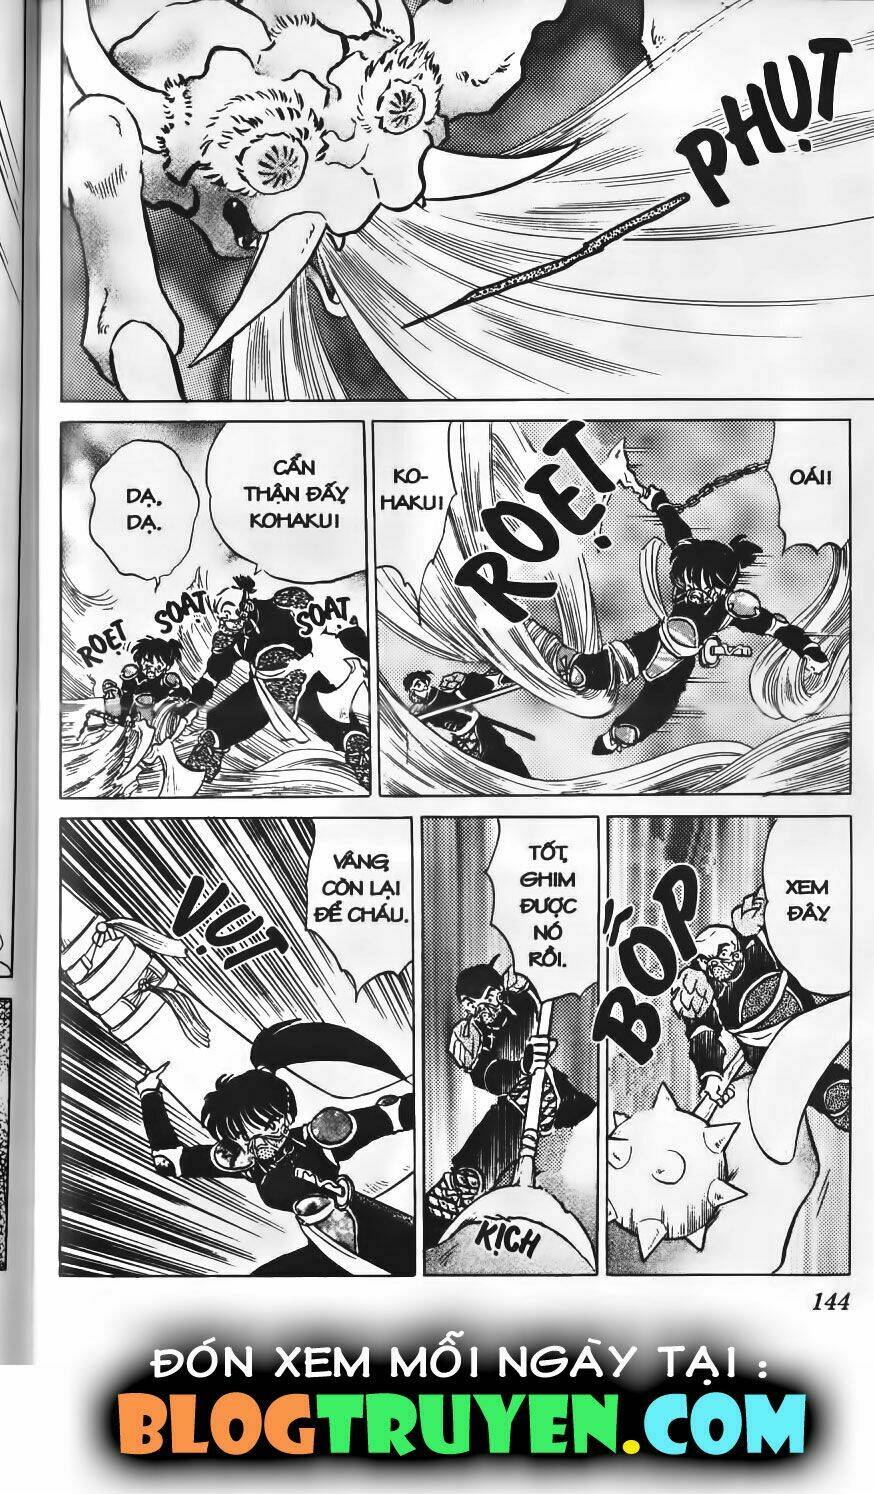 PHỤT
OÁI!
ROẸT
KO-
HAKU!
CẨN
THẬN ĐẤY,
KOHAKU!
DẠ,
DẠ.
SOẠT
SOẠT
ROẸT
XEM
ĐÂY.
BỐP
TỐT,
GHIM
ĐƯỢC
NÓ
RỒI.
KỊCH
VÂNG,
CÒN LẠI
ĐỂ CHÁU.
VỤT
144
ĐÓN XEM MỖI NGÀY TẠI :
BLOGTRUYEN.COM